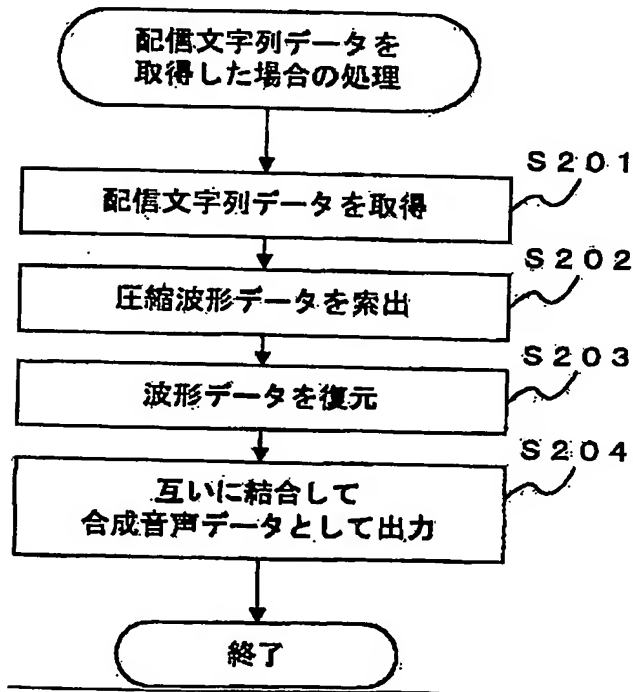 配信文字列データを
取得した場合の処理
S201
配信文字列データを取得
S202
圧縮波形データを索出
S203
波形データを復元
S204
互いに結合して
合成音声データとして出力
終了